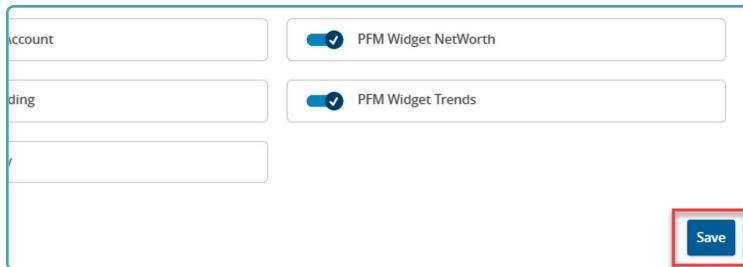 Account
PFM Widget NetWorth
ding
PFM Widget Trends
y
Save